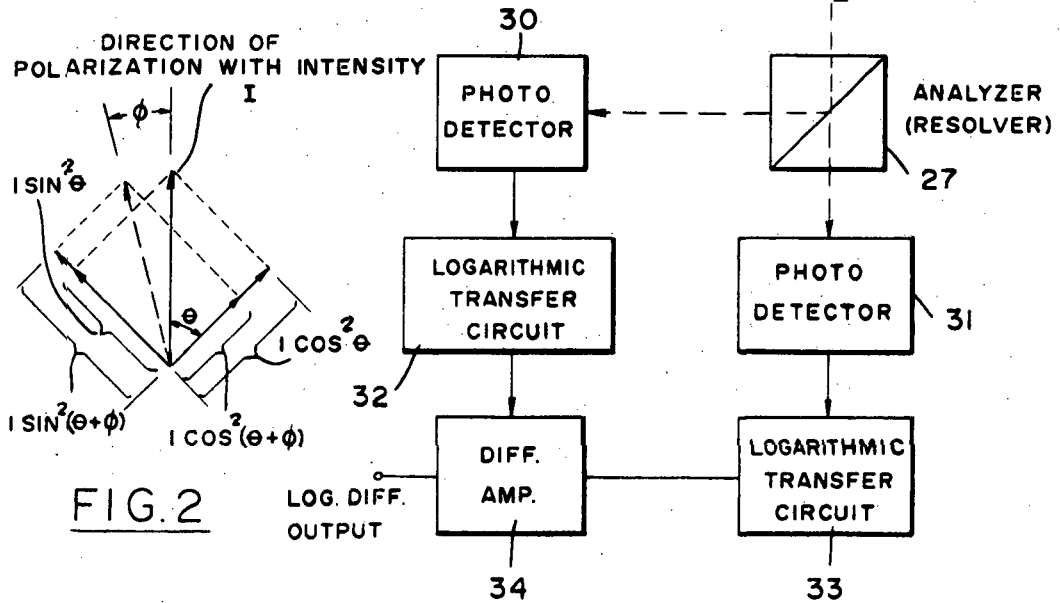 DIRECTION OF
POLARIZATION WITH INTENSITY
I
ϕ
I SIN²θ
θ
I COS²θ
I SIN²(θ+ϕ)
I COS²(θ+ϕ)
FIG. 2
30
PHOTO
DETECTOR
ANALYZER
(RESOLVER)
27
LOGARITHMIC
TRANSFER
CIRCUIT
32
PHOTO
DETECTOR
31
LOG. DIFF.
OUTPUT
DIFF.
AMP.
34
LOGARITHMIC
TRANSFER
CIRCUIT
33